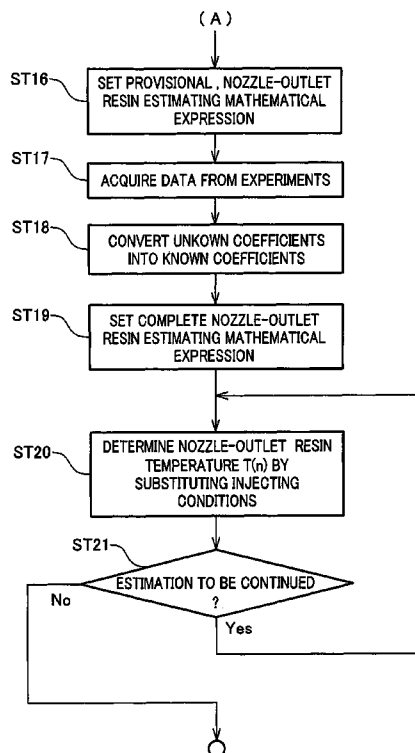 (A)
ST16
SET PROVISIONAL , NOZZLE-OUTLET
RESIN ESTIMATING MATHEMATICAL
EXPRESSION
ST17
ACQUIRE DATA FROM EXPERIMENTS
ST18
CONVERT UNKOWN COEFFICIENTS
INTO KNOWN COEFFICIENTS
ST19
SET COMPLETE NOZZLE-OUTLET
RESIN ESTIMATING MATHEMATICAL
EXPRESSION
ST20
DETERMINE NOZZLE-OUTLET RESIN
TEMPERATURE T(n) BY
SUBSTITUTING INJECTING
CONDITIONS
ST21
ESTIMATION TO BE CONTINUED
?
No
Yes